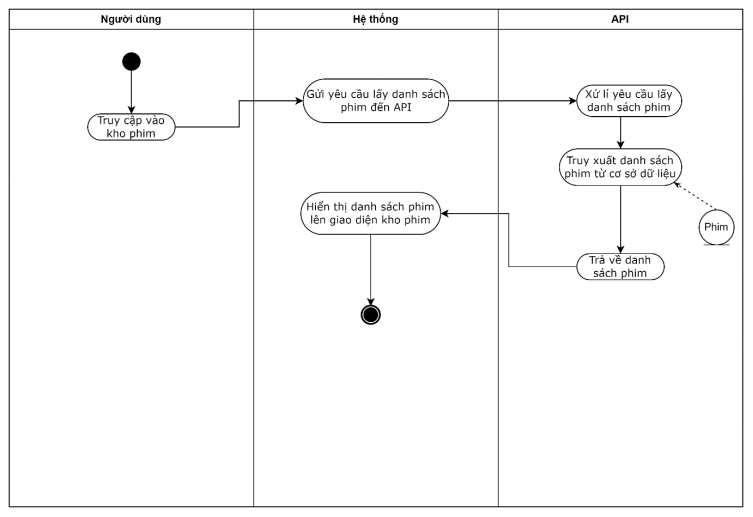 Người dùng
Hệ thống
API
Truy cập vào
kho phim
Gửi yêu cầu lấy danh sách
phim đến API
Xử lí yêu cầu lấy
danh sách phim
Truy xuất danh sách
phim từ cơ sở dữ liệu
Hiển thị danh sách phim
lên giao diện kho phim
Phim
Trả về danh
sách phim